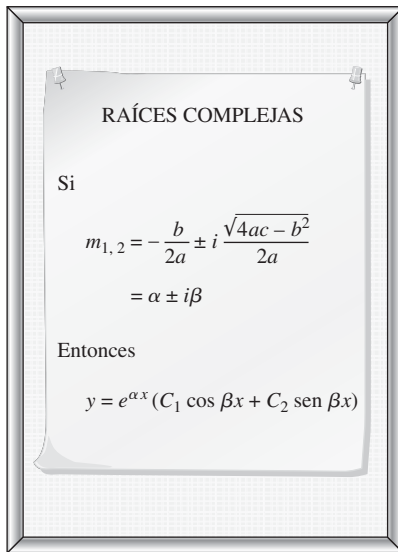 RAÍCES COMPLEJAS
Si
m₁, ₂ = − b/2a ± i √(4ac − b²)/2a
= α ± iβ
Entonces
y = e^{αx} (C₁ cos βx + C₂ sen βx)